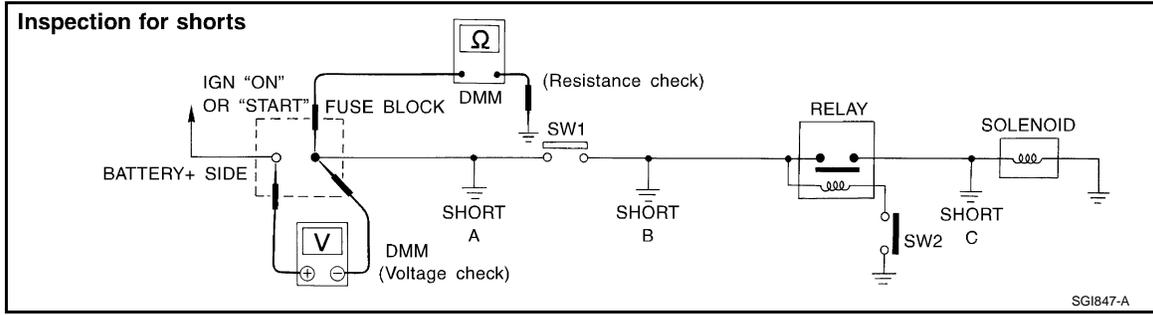 Inspection for shorts
Ω
IGN “ON”
OR “START”
FUSE BLOCK
DMM
(Resistance check)
SW1
RELAY
SOLENOID
BATTERY+ SIDE
SHORT
A
SHORT
B
SHORT
C
SW2
V
+ −
DMM
(Voltage check)
SGI847-A